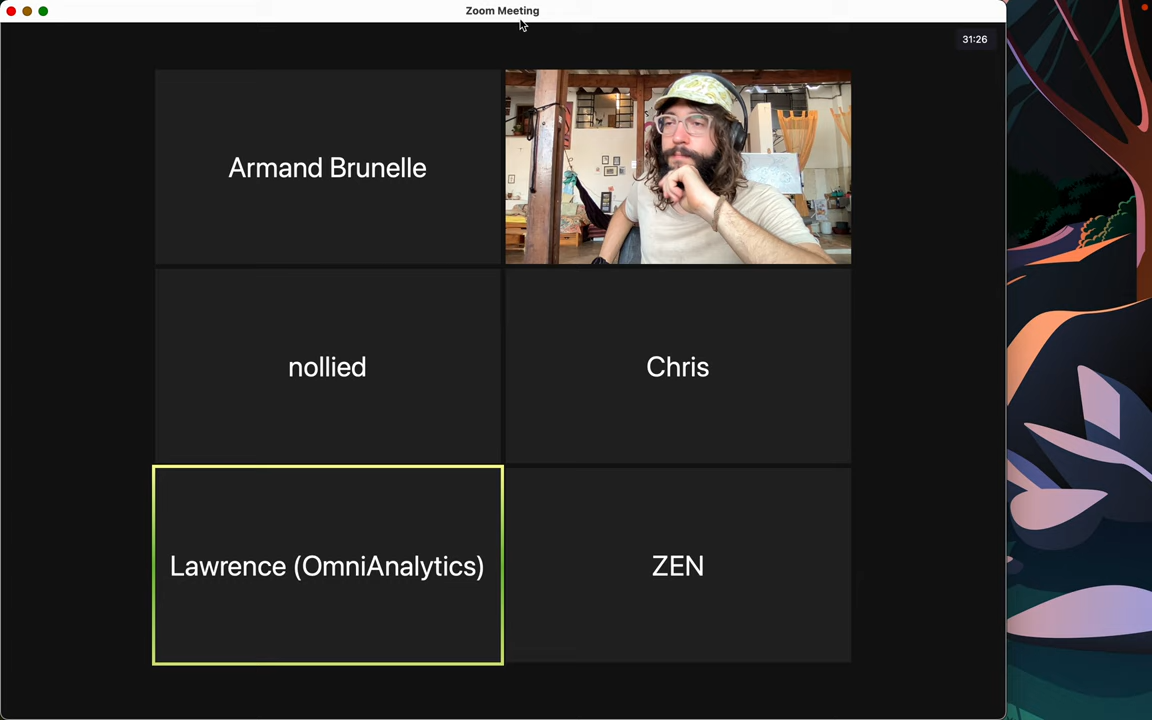 Zoom Meeting
31:26
Armand Brunelle
nollied
Chris
Lawrence (OmniAnalytics)
ZEN